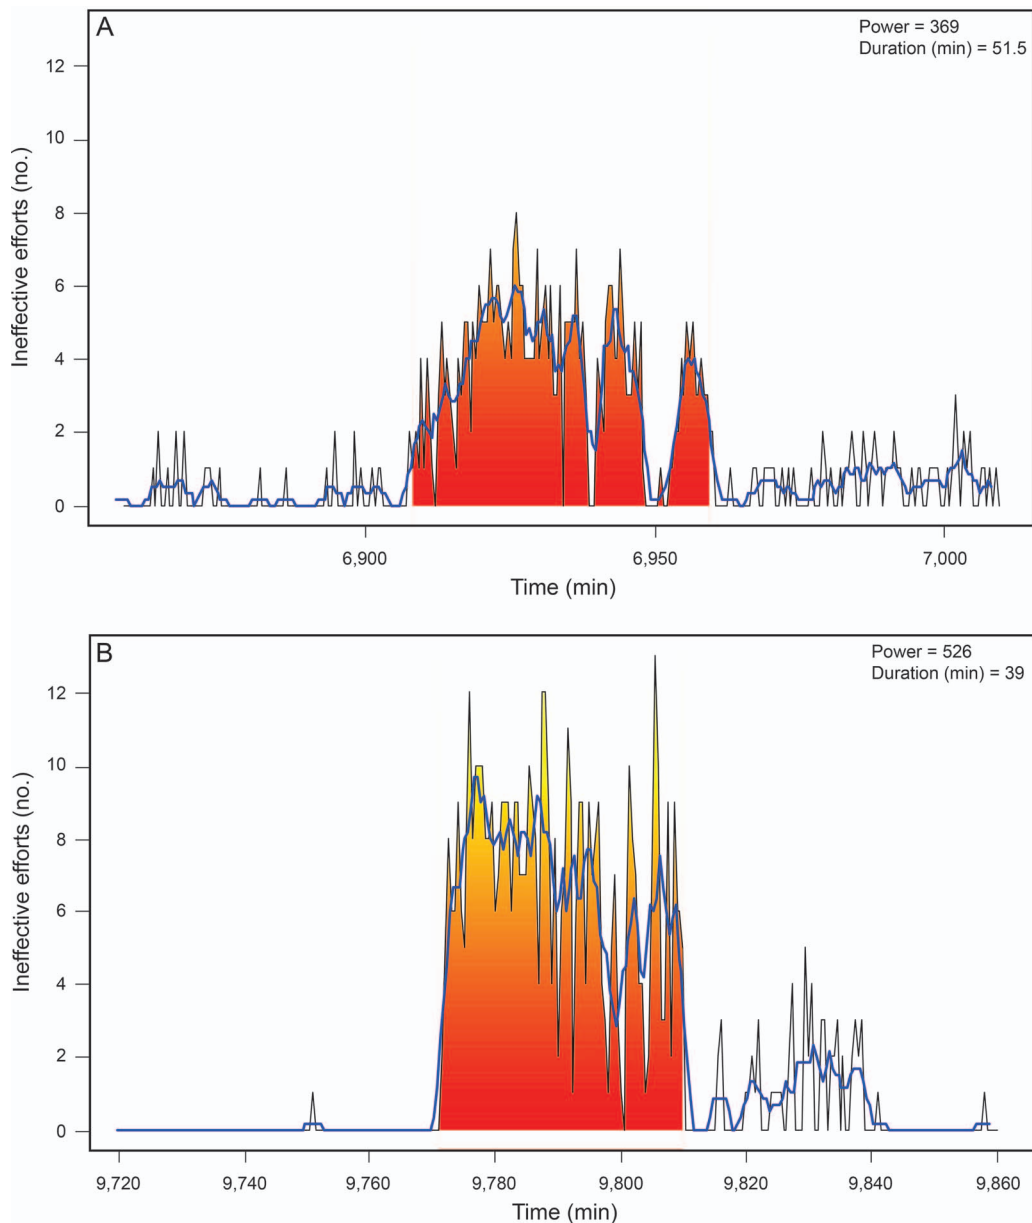 A
Power = 369
Duration (min) = 51.5
Ineffective efforts (no.)
12
10
8
6
4
2
0
6,900
6,950
7,000
Time (min)
B
Power = 526
Duration (min) = 39
Ineffective efforts (no.)
12
10
8
6
4
2
0
9,720
9,740
9,760
9,780
9,800
9,820
9,840
9,860
Time (min)